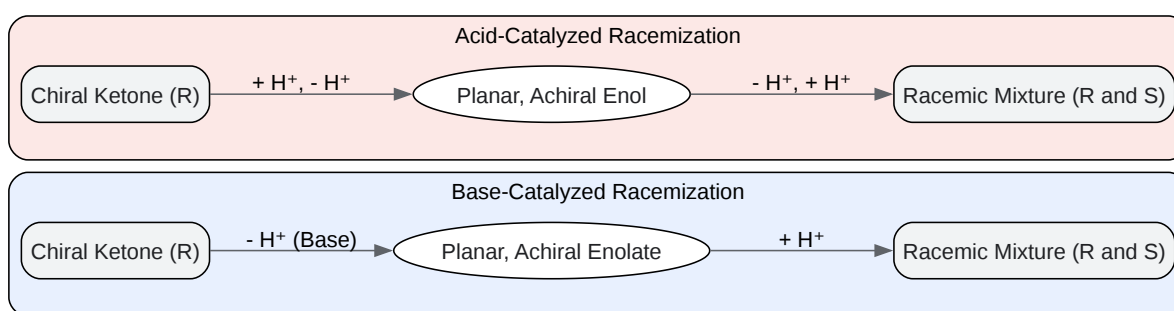 Acid-Catalyzed Racemization
Chiral Ketone (R)
+ H⁺, - H⁺
Planar, Achiral Enol
- H⁺, + H⁺
Racemic Mixture (R and S)
Base-Catalyzed Racemization
Chiral Ketone (R)
- H⁺ (Base)
Planar, Achiral Enolate
+ H⁺
Racemic Mixture (R and S)